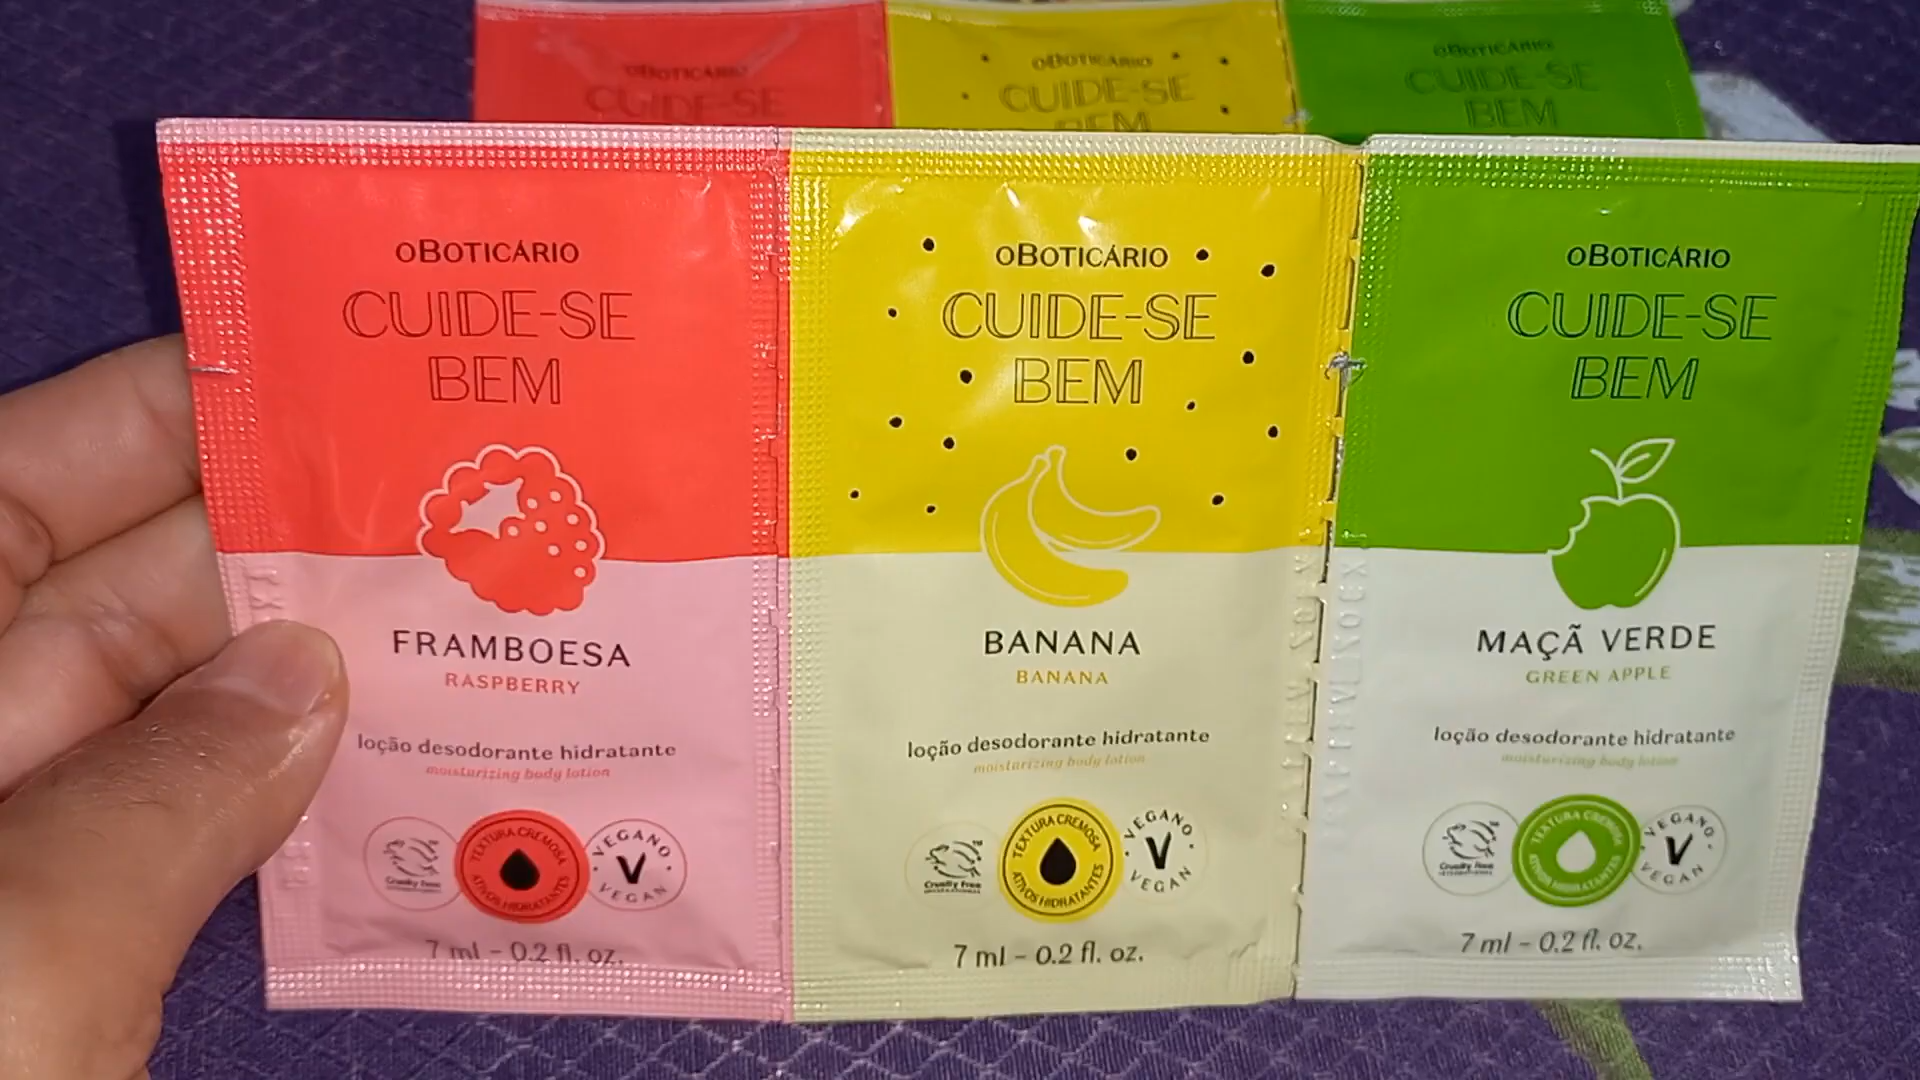 oBOTICÁRIO
CUIDE-SE
oBOTICÁRIO
CUIDE-SE
BEM
oBOTICÁRIO
CUIDE-SE
BEM
oBOTICÁRIO
CUIDE-SE
BEM
FRAMBOESA
RASPBERRY
loção desodorante hidratante
moisturizing body lotion
Cruelty Free
INTERNATIONAL
TEXTURA CREMOSA
ATIVOS HIDRATANTES
VEGANO
V
VEGAN
7 ml - 0.2 fl. oz.
oBOTICÁRIO
CUIDE-SE
BEM
BANANA
BANANA
loção desodorante hidratante
moisturizing body lotion
Cruelty Free
INTERNATIONAL
TEXTURA CREMOSA
ATIVOS HIDRATANTES
VEGANO
V
VEGAN
7 ml - 0.2 fl. oz.
oBOTICÁRIO
CUIDE-SE
BEM
MAÇÃ VERDE
GREEN APPLE
loção desodorante hidratante
moisturizing body lotion
Cruelty Free
INTERNATIONAL
TEXTURA CREMOSA
ATIVOS HIDRATANTES
VEGANO
V
VEGAN
7 ml - 0.2 fl. oz.